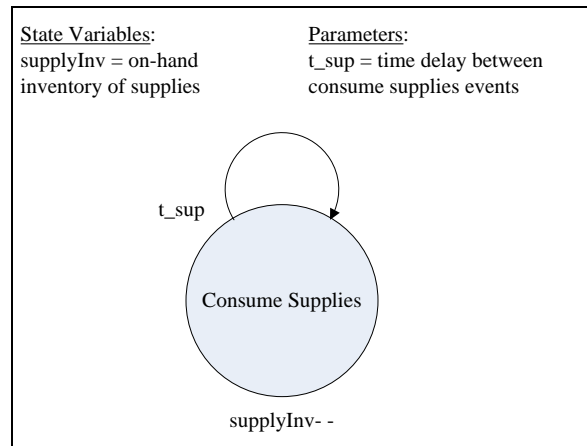 State Variables:
supplyInv = on-hand
inventory of supplies
Parameters:
t_sup = time delay between
consume supplies events
t_sup
Consume Supplies
supplyInv- -